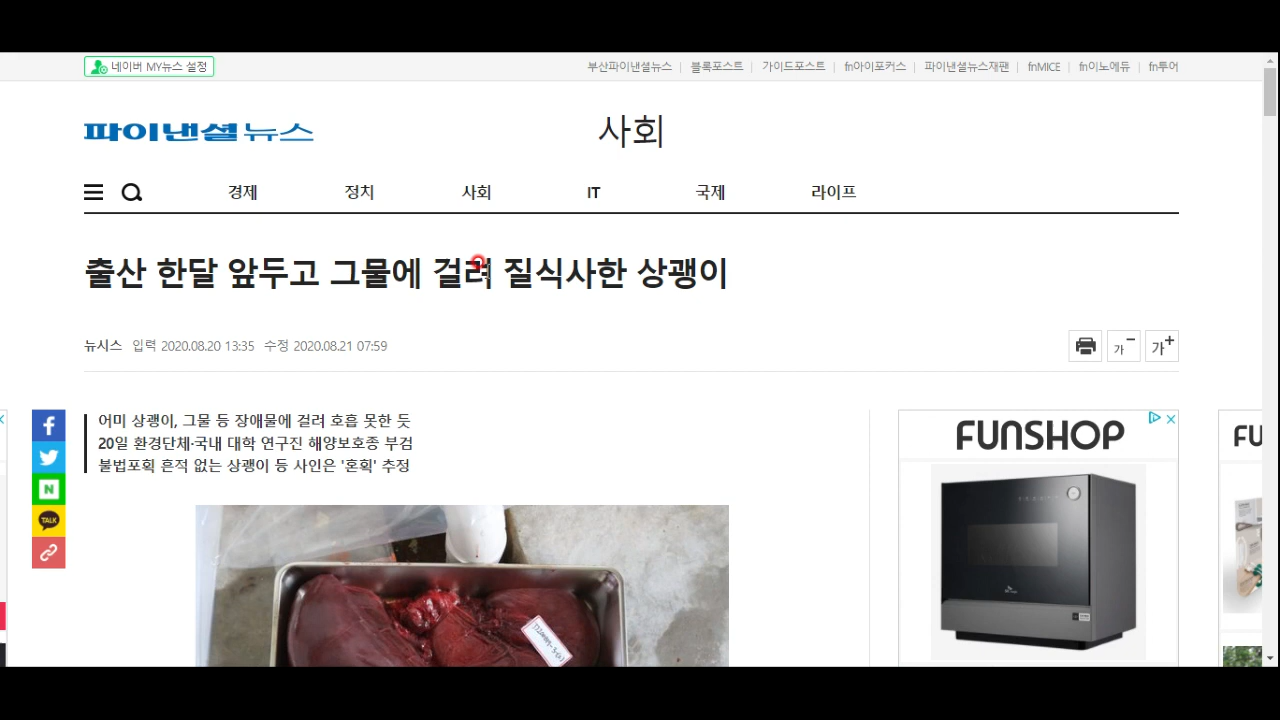 네이버 MY뉴스 설정
부산파이낸셜뉴스 | 블록포스트 | 가이드포스트 | fn아이포커스 | 파이낸셜뉴스재팬 | fnMICE | fn이노에듀 | fn투어
파이낸셜뉴스
사회
경제 정치 사회 IT 국제 라이프
출산 한달 앞두고 그물에 걸려 질식사한 상괭이
뉴시스 입력 2020.08.20 13:35 수정 2020.08.21 07:59
가 가
어미 상괭이, 그물 등 장애물에 걸려 호흡 못한 듯
20일 환경단체·국내 대학 연구진 해양보호종 부검
불법포획 흔적 없는 상괭이 등 사인은 '혼획' 추정
N
TALK
FUNSHOP
FU